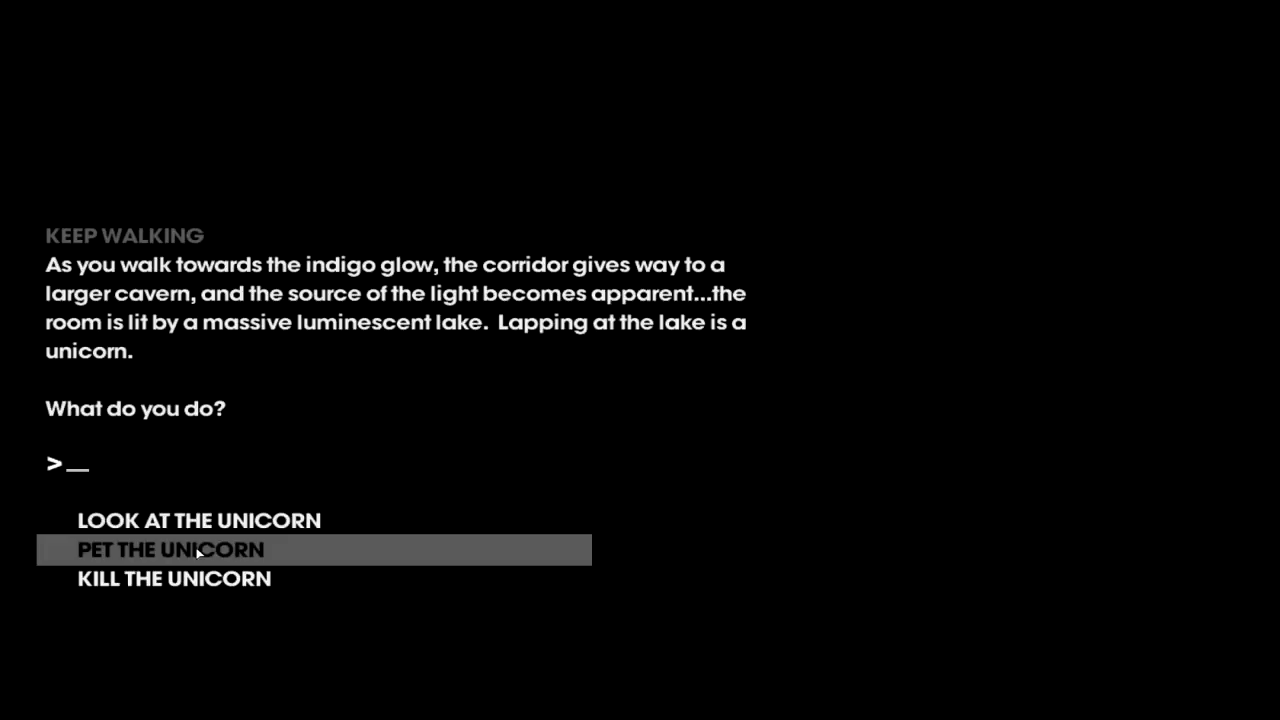 KEEP WALKING
As you walk towards the indigo glow, the corridor gives way to a
larger cavern, and the source of the light becomes apparent...the
room is lit by a massive luminescent lake.  Lapping at the lake is a
unicorn.
What do you do?
>__
LOOK AT THE UNICORN
PET THE UNICORN
KILL THE UNICORN